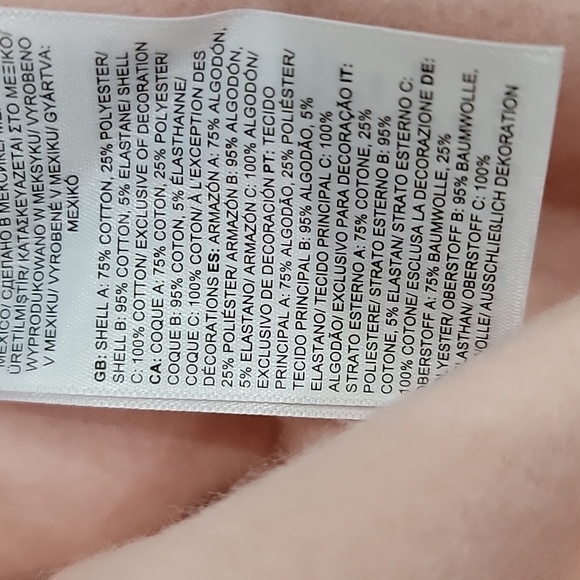 MEXICO/ СДЕЛАНО В
ÜRETİLMİŞTİR/ ΚΑΤΑΣΚΕΥΑΖΕΤΑΙ ΣΤΟ ΜΕΞΙΚΟ/
WYPRODUKOWANO W MEKSYKU/ VYROBENO
V MEXIKU/ VYROBENÉ V MEXIKU/ GYÁRTVA:
MEXIKÓ
GB: SHELL A: 75% COTTON, 25% POLYESTER/
SHELL B: 95% COTTON, 5% ELASTANE/ SHELL
C: 100% COTTON/ EXCLUSIVE OF DECORATION
CA: COQUE A: 75% COTON, 25% POLYESTER/
COQUE B: 95% COTON, 5% ÉLASTHANNE/
COQUE C: 100% COTON/ À L'EXCEPTION DES
DÉCORATIONS ES: ARMAZÓN A: 75% ALGODÓN,
25% POLIÉSTER/ ARMAZÓN B: 95% ALGODÓN,
5% ELASTANO/ ARMAZÓN C: 100% ALGODÓN/
EXCLUSIVO DE DECORACIÓN PT: TECIDO
PRINCIPAL A: 75% ALGODÃO, 25% POLIÉSTER/
TECIDO PRINCIPAL B: 95% ALGODÃO, 5%
ELASTANO/TECIDO PRINCIPAL C: 100%
ALGODÃO/ EXCLUSIVO PARA DECORAÇÃO IT:
STRATO ESTERNO A: 75% COTONE, 25%
POLIESTERE/ STRATO ESTERNO B: 95%
COTONE, 5% ELASTAN/ STRATO ESTERNO C:
100% COTONE/ ESCLUSA LA DECORAZIONE DE:
OBERSTOFF A: 75% BAUMWOLLE, 25%
POLYESTER/ OBERSTOFF B: 95% BAUMWOLLE,
ELASTHAN/ OBERSTOFF C: 100%
WOLLE/ AUSSCHLIEßLICH DEKORATION